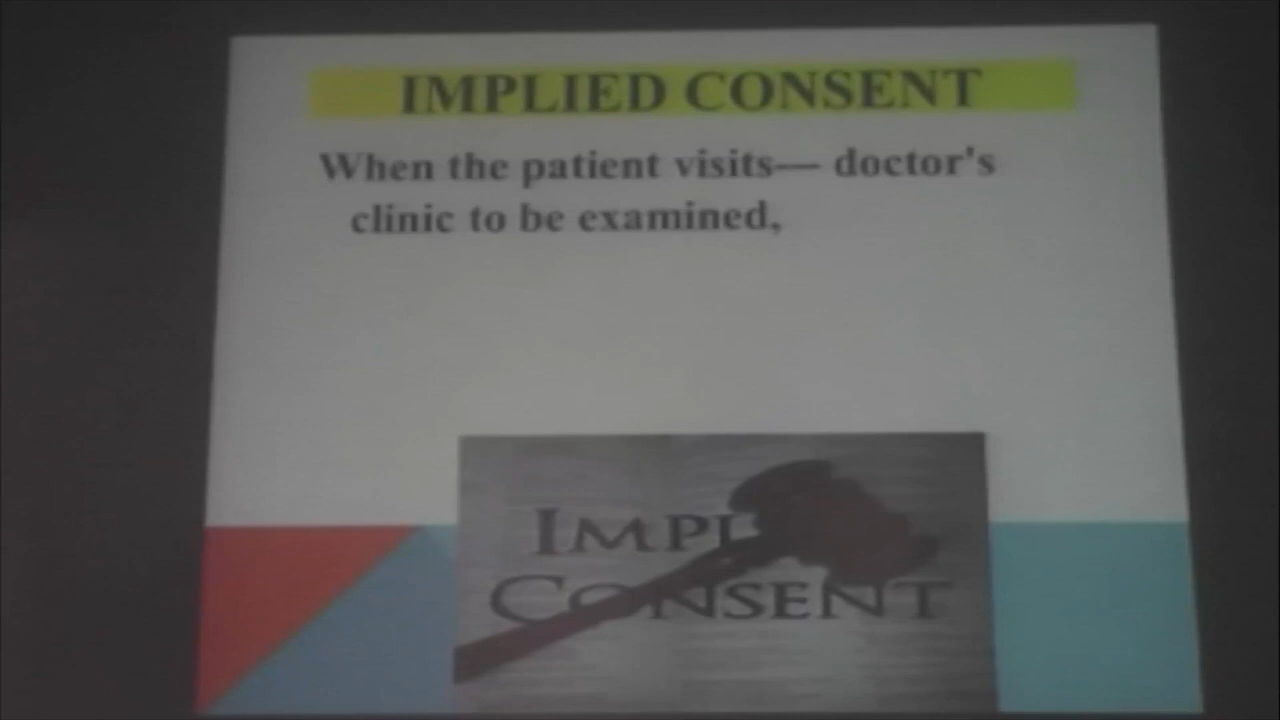 IMPLIED CONSENT
When the patient visits— doctor's
clinic to be examined,
IMPL
CONSENT